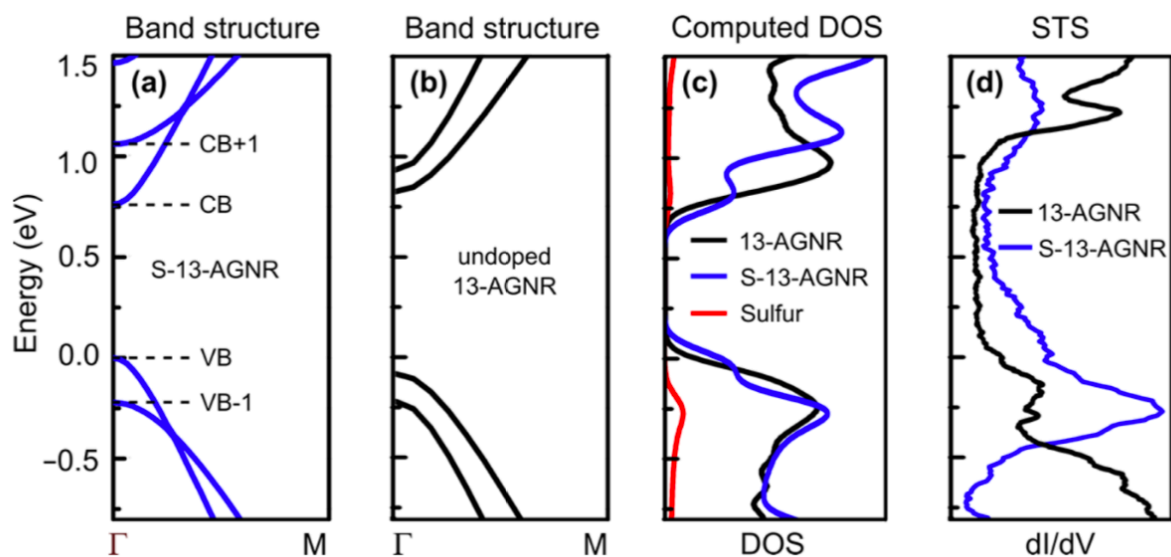 Band structure
Band structure
Computed DOS
STS
Energy (eV)
1.5
1.0
0.5
0.0
−0.5
(a)
CB+1
CB
S-13-AGNR
VB
VB-1
Γ
M
(b)
undoped
13-AGNR
Γ
M
(c)
13-AGNR
S-13-AGNR
Sulfur
DOS
(d)
13-AGNR
S-13-AGNR
dI/dV